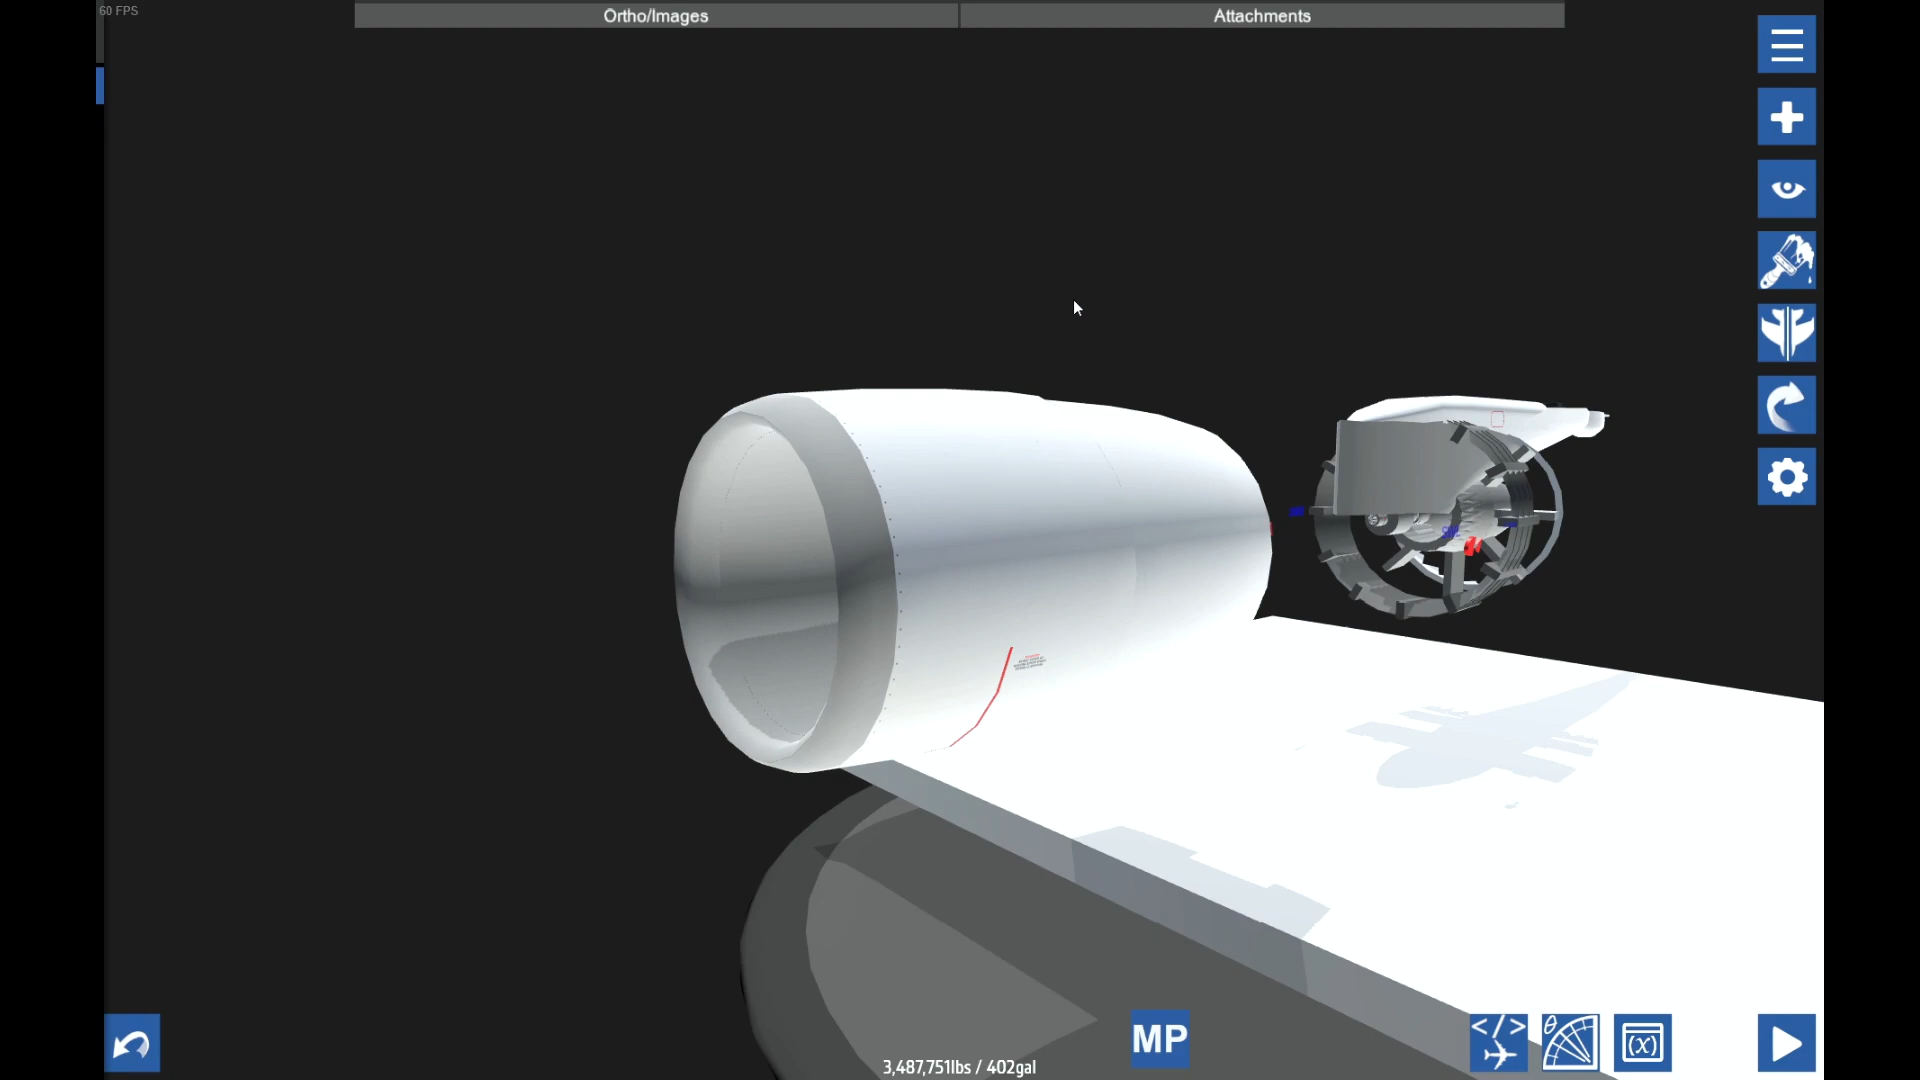 60 FPS
Ortho/Images
Attachments
MP
</>
θ
(x)
3,487,751lbs / 402gal